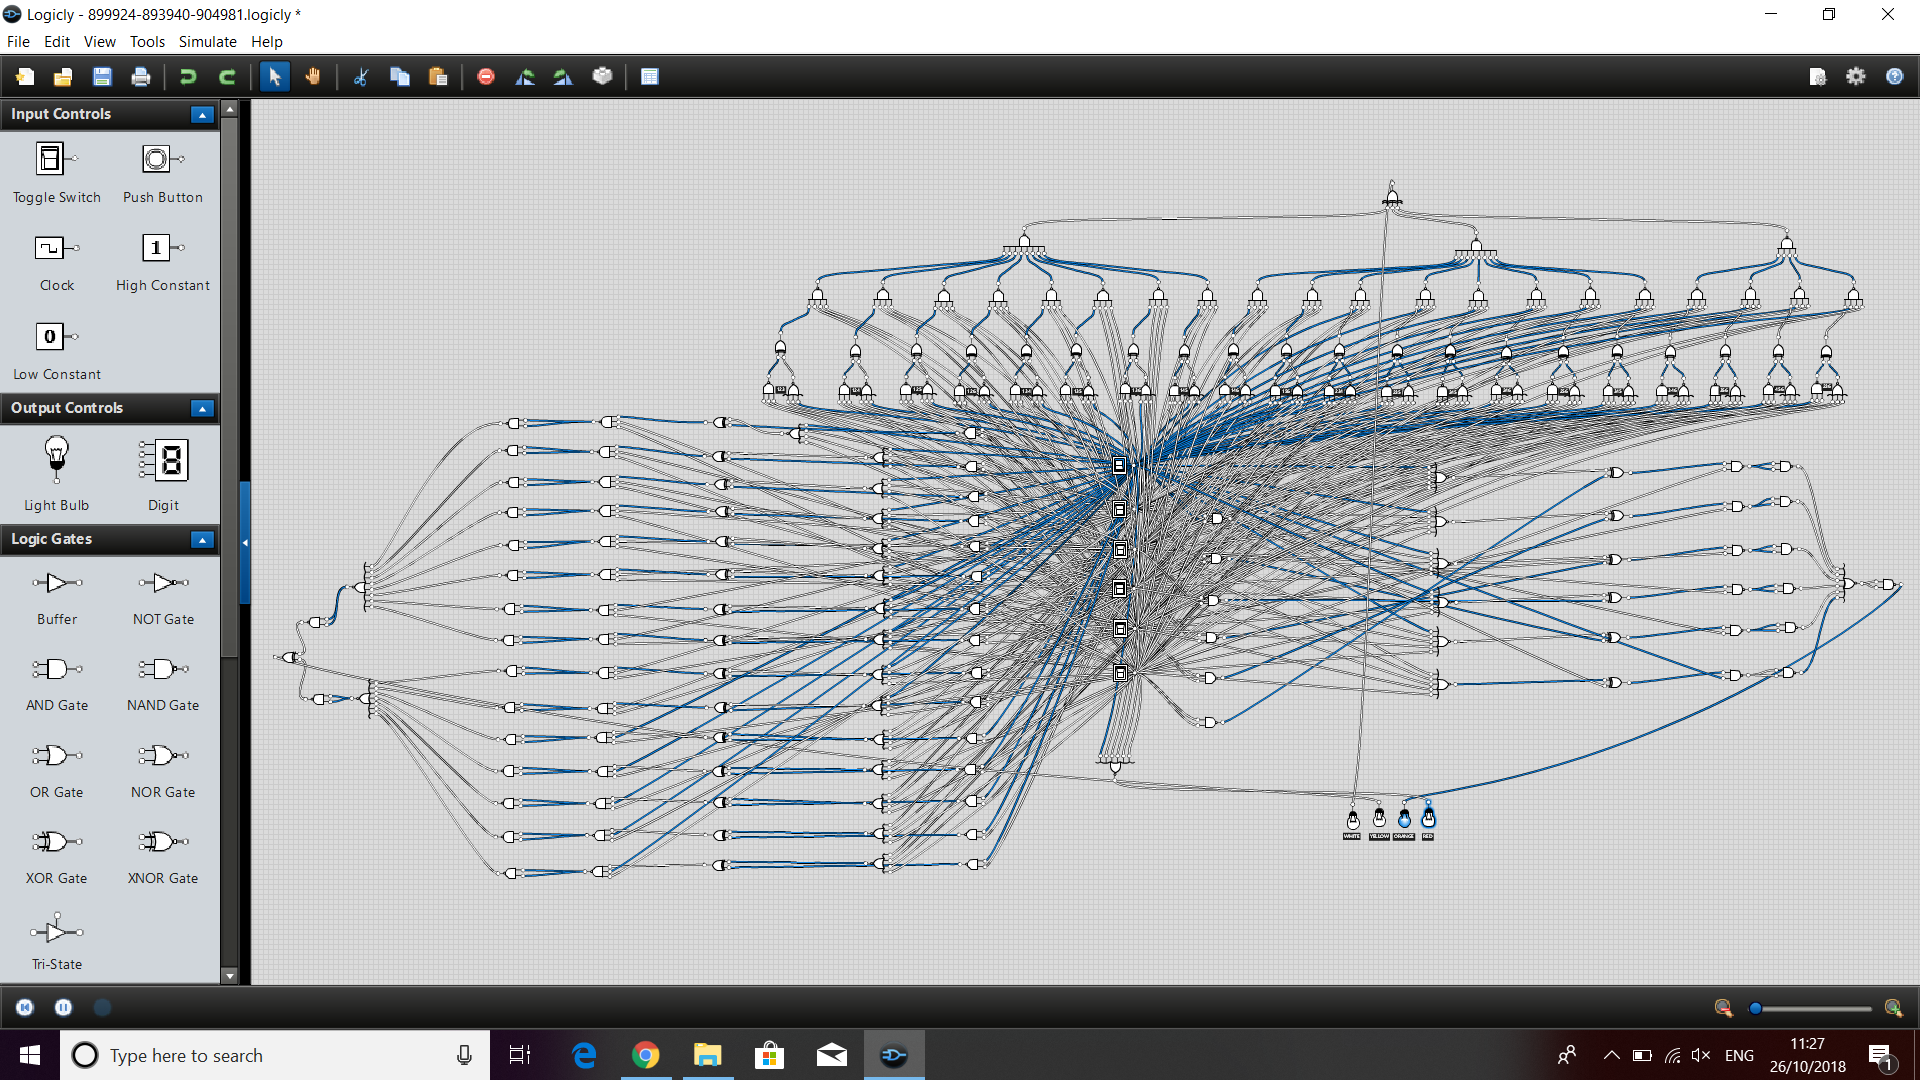 Logicly - 899924-893940-904981.logicly *
File Edit View Tools Simulate Help
Input Controls
Toggle Switch Push Button
1
Clock High Constant
0
Low Constant
Output Controls
Light Bulb Digit
Logic Gates
Buffer NOT Gate
AND Gate NAND Gate
OR Gate NOR Gate
XOR Gate XNOR Gate
Tri-State
WHITE YELLOW ORANGE RED
Type here to search
ENG
11:27
26/10/2018
1